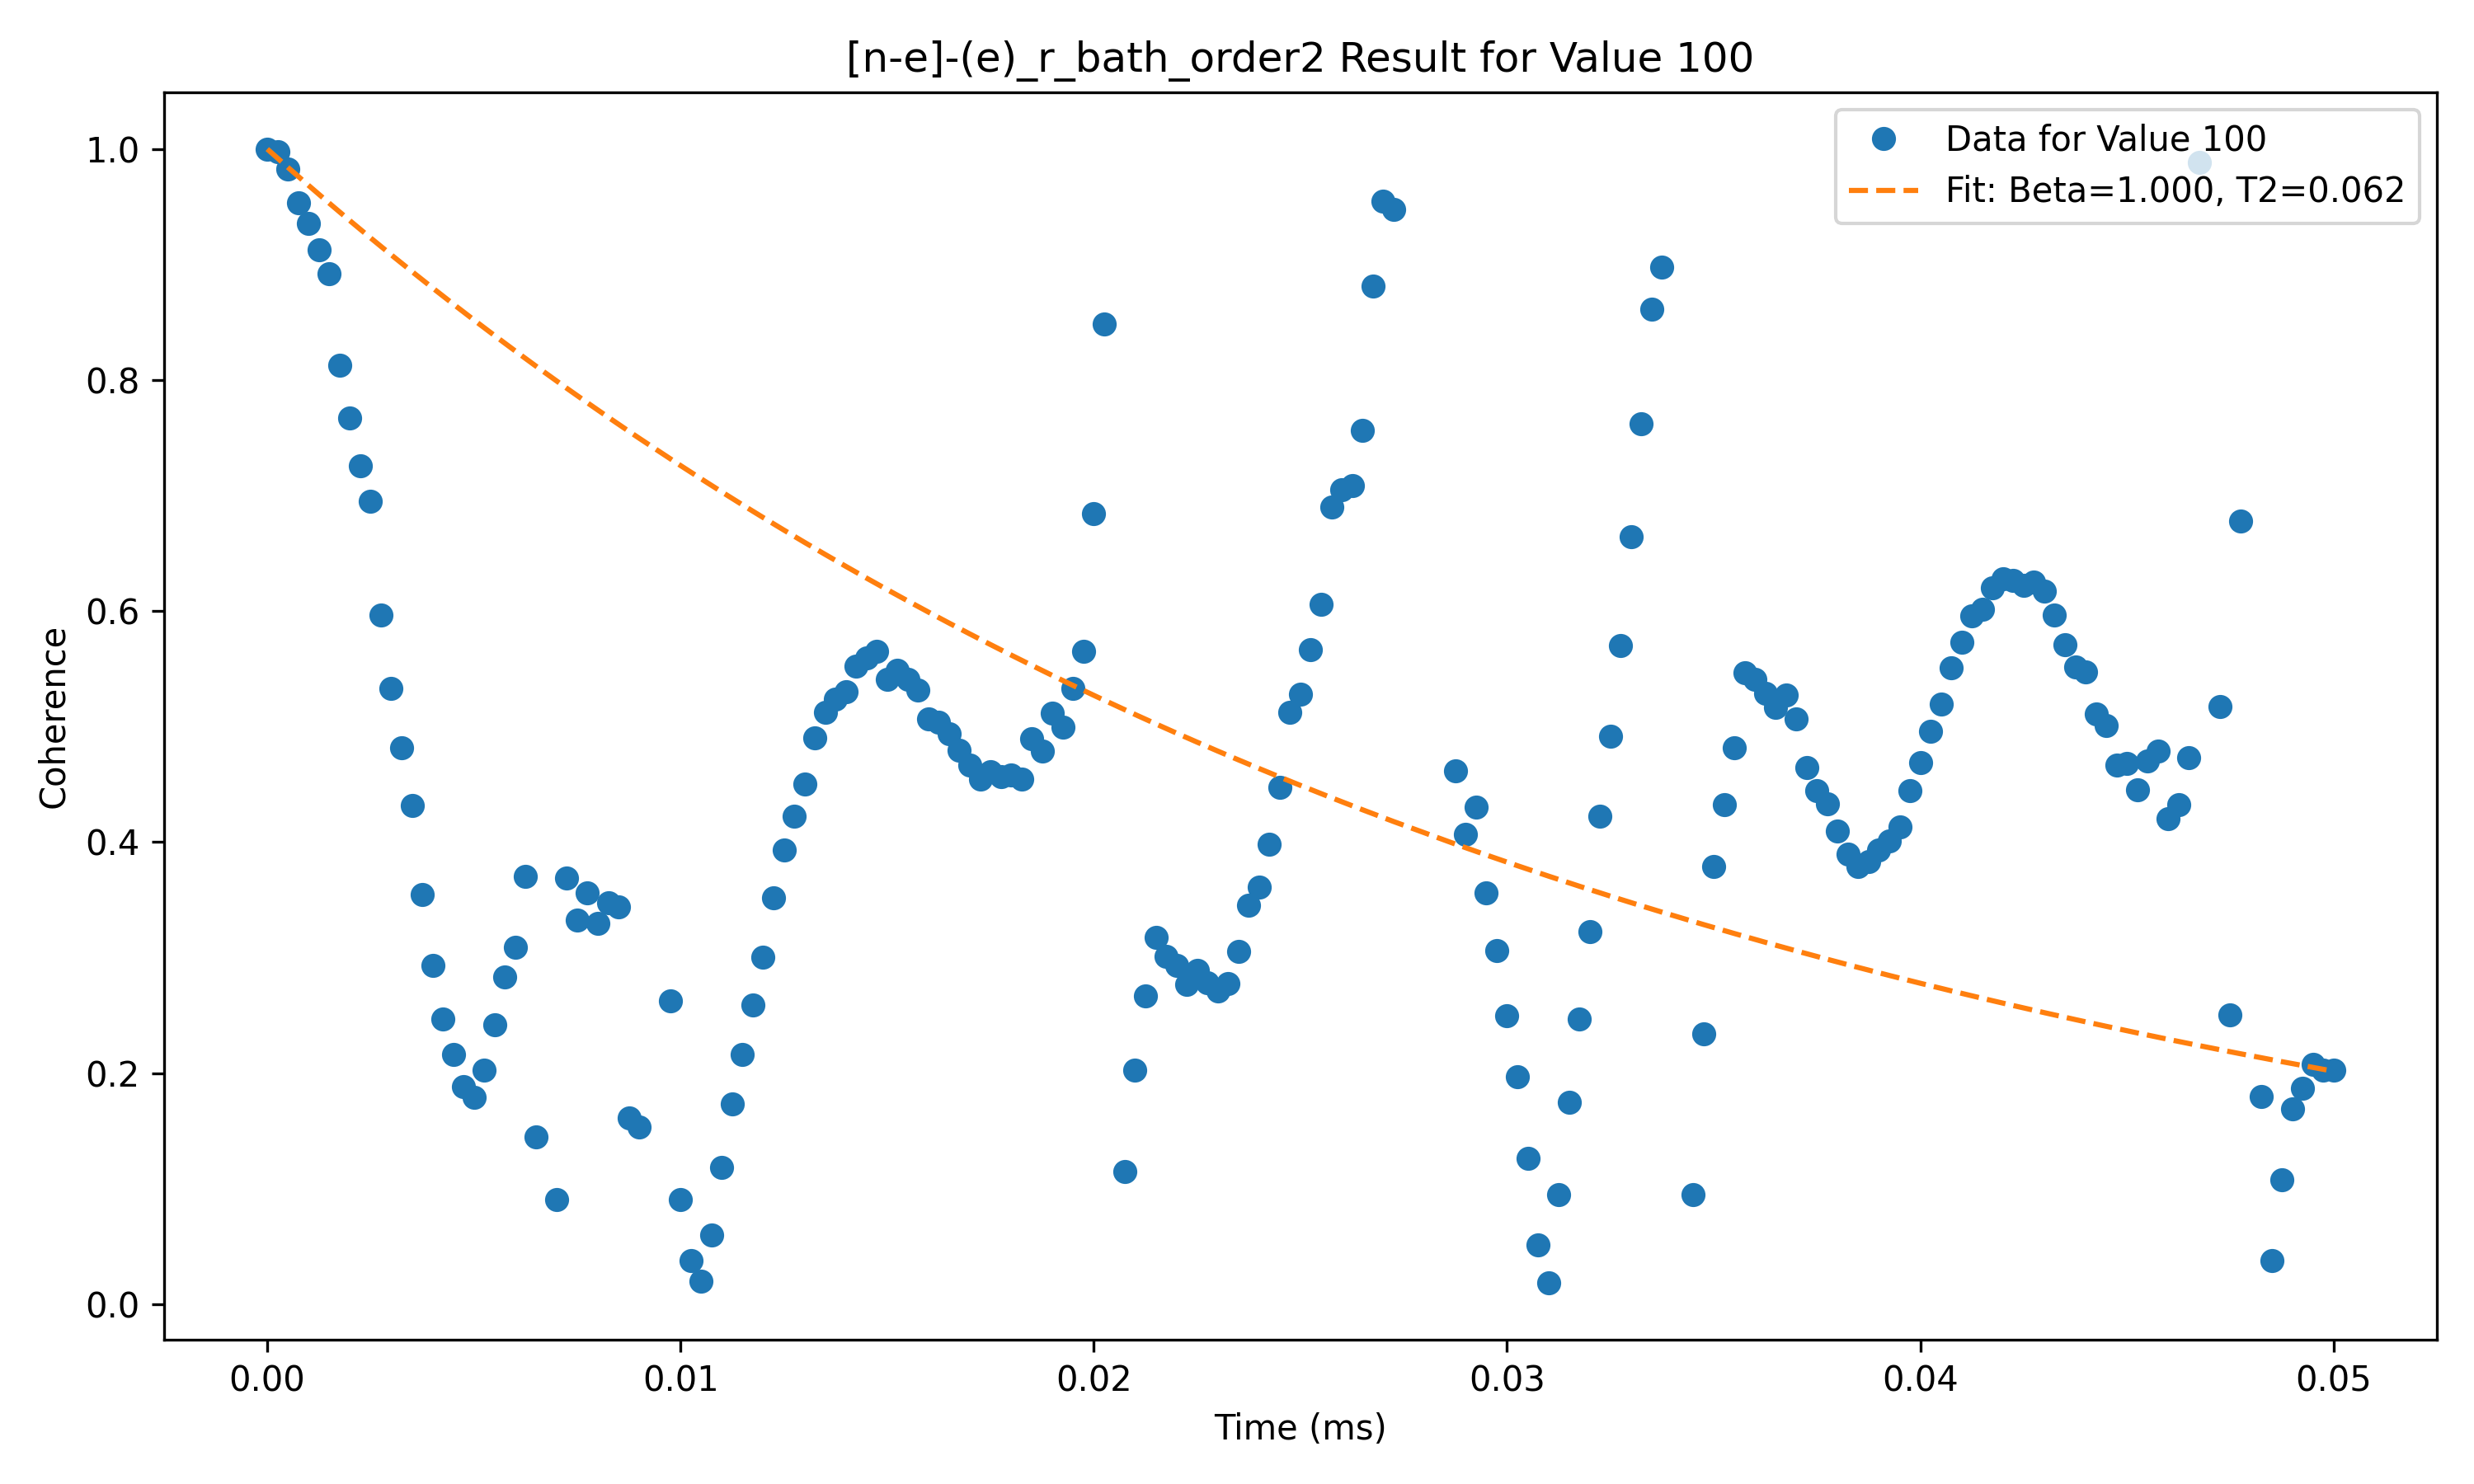 [n-e]-(e)_r_bath_order2 Result for Value 100
Data for Value 100
Fit: Beta=1.000, T2=0.062
Coherence
1.0
0.8
0.6
0.4
0.2
0.0
0.00 0.01 0.02 0.03 0.04 0.05
Time (ms)